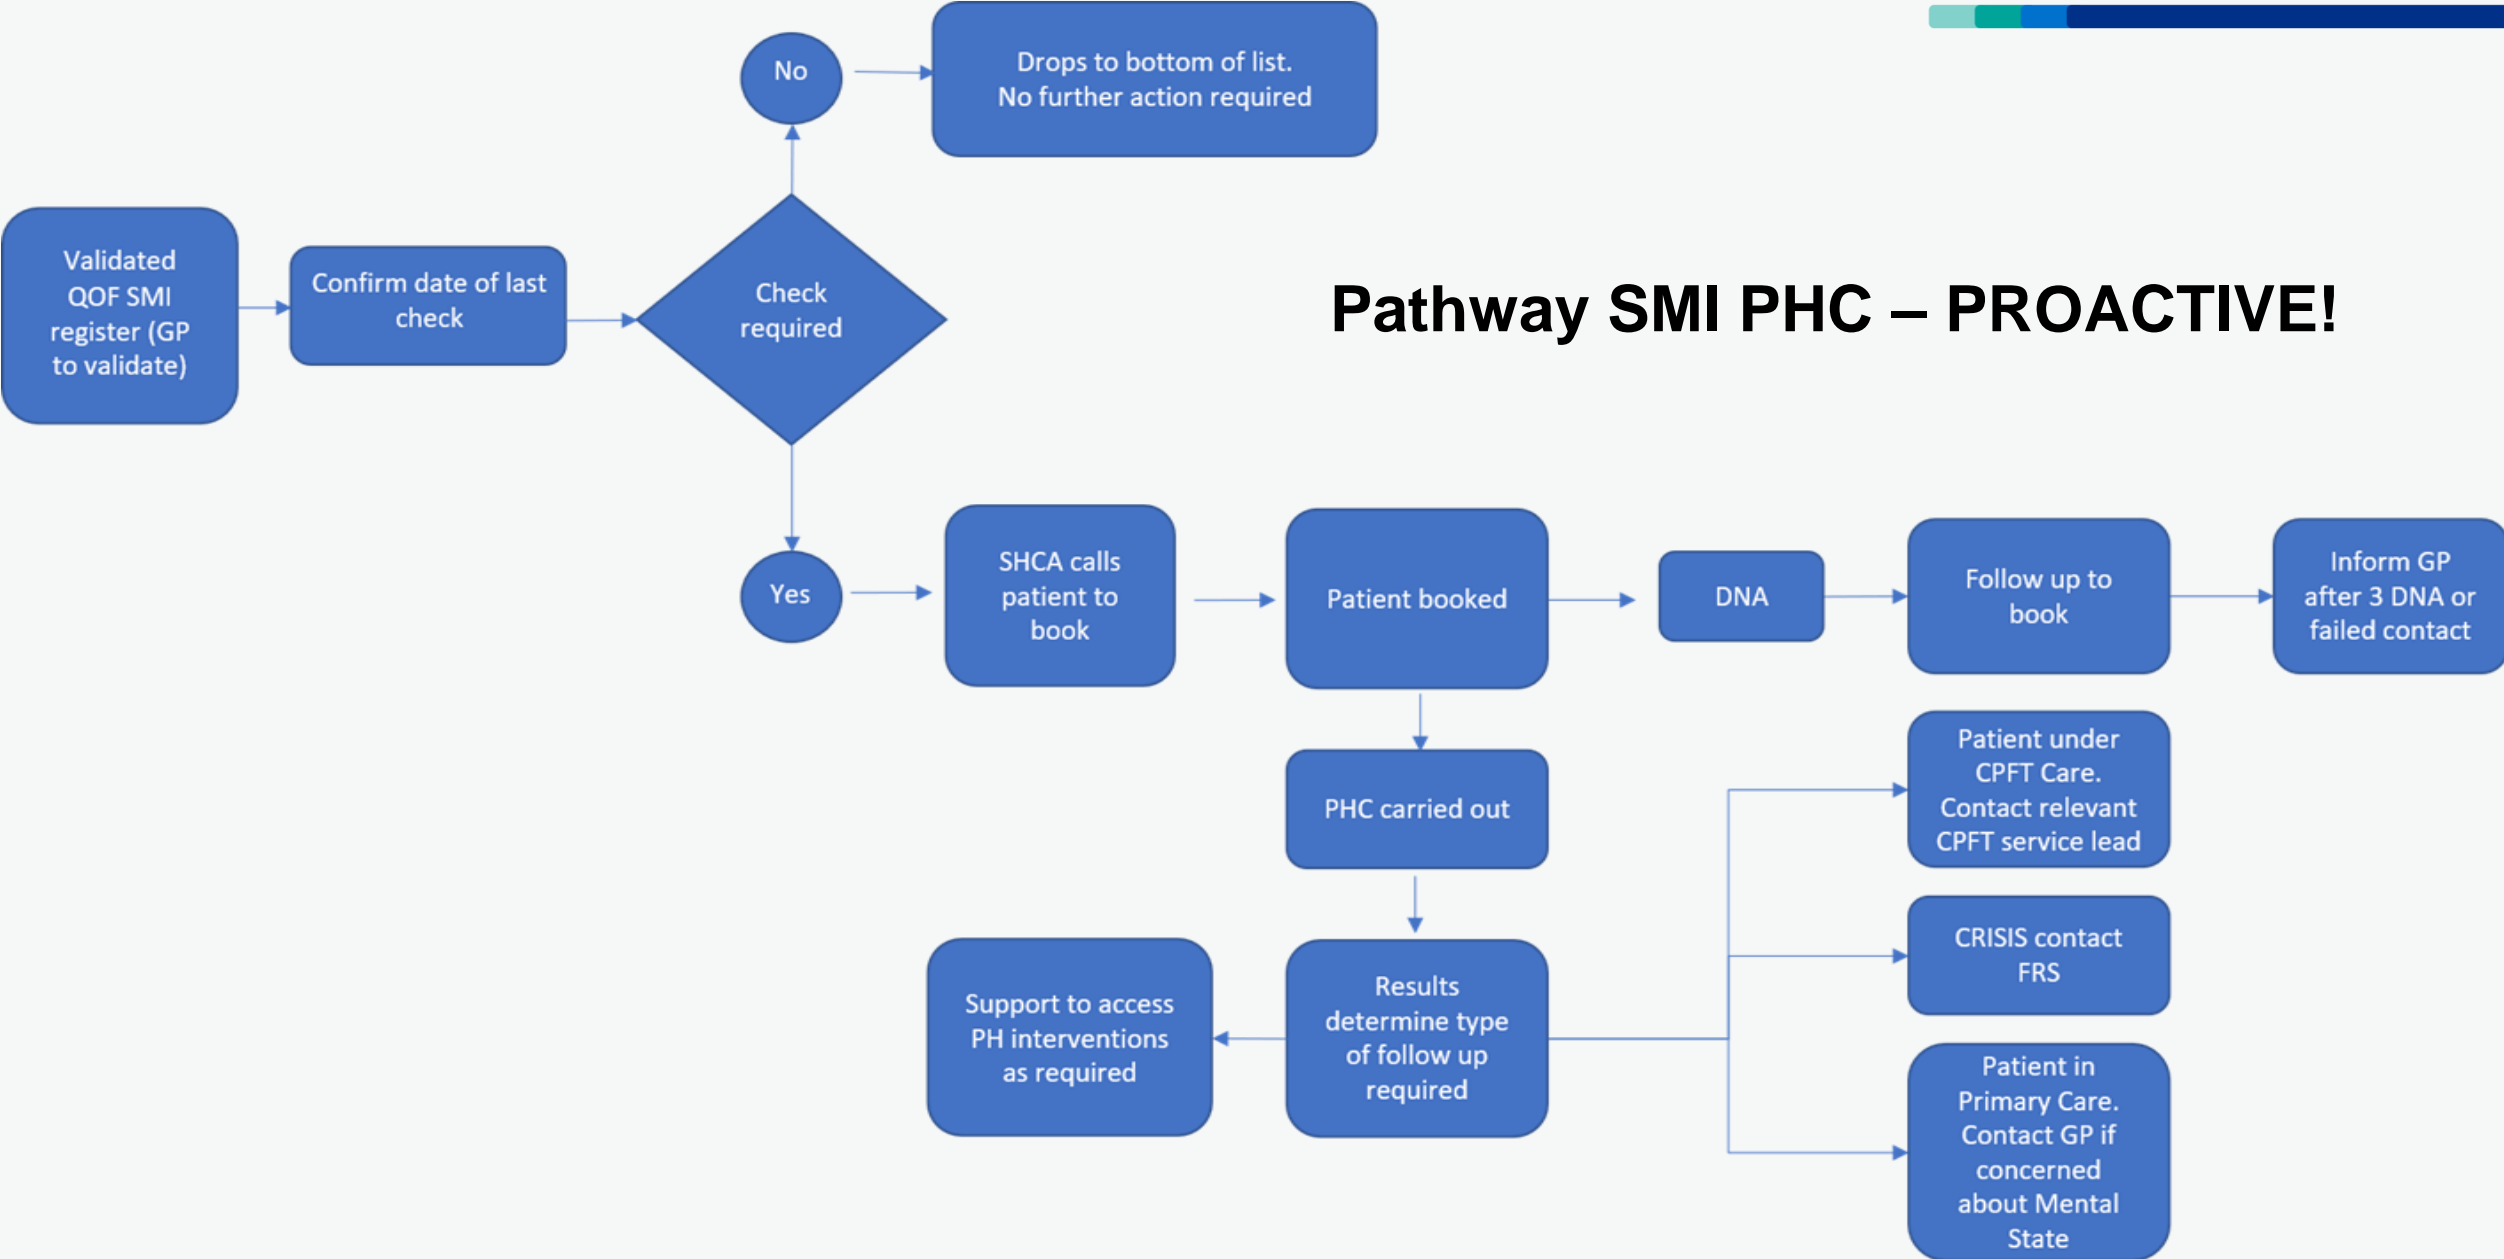 No
Drops to bottom of list.
No further action required
Validated
QOF SMI
register (GP
to validate)
Confirm date of last
check
Check
required
Pathway SMI PHC – PROACTIVE!
Yes
SHCA calls
patient to
book
Patient booked
DNA
Follow up to
book
Inform GP
after 3 DNA or
failed contact
PHC carried out
Patient under
CPFT Care.
Contact relevant
CPFT service lead
CRISIS contact
FRS
Support to access
PH interventions
as required
Results
determine type
of follow up
required
Patient in
Primary Care.
Contact GP if
concerned
about Mental
State